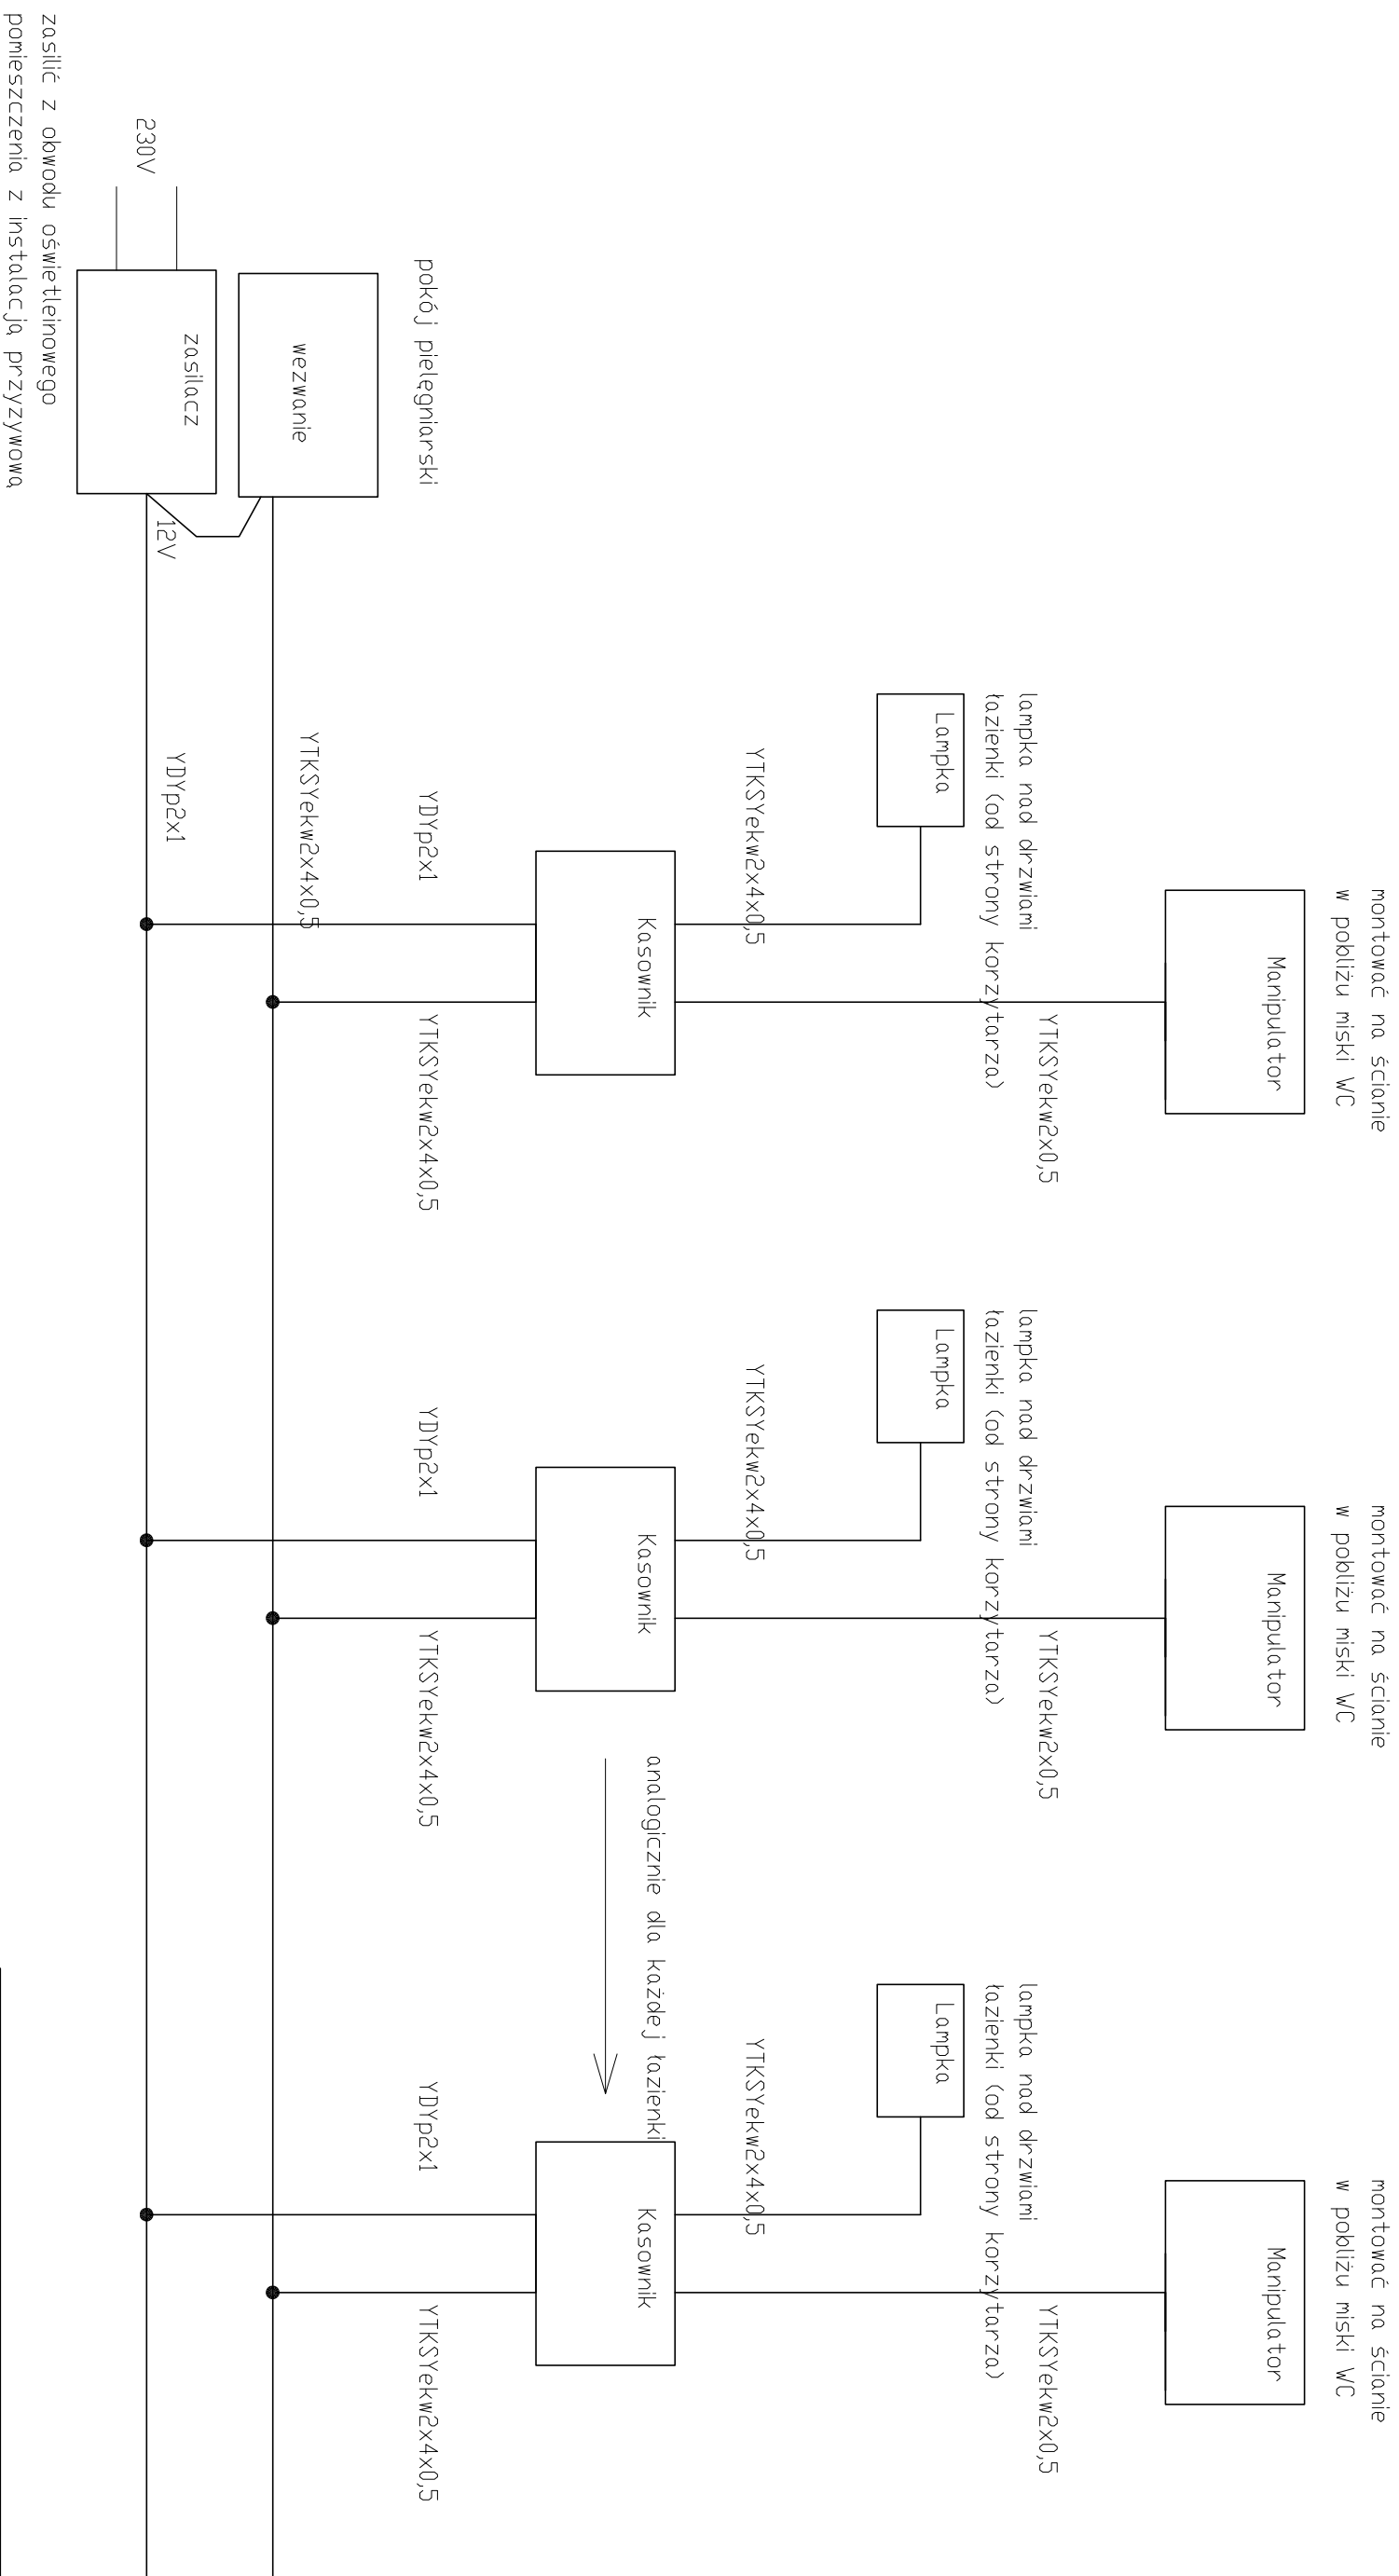 montować na ścianie
w pobliżu miski WC
Manipulator
montować na ścianie
w pobliżu miski WC
Manipulator
montować na ścianie
w pobliżu miski WC
Manipulator
lampka nad drzwiami
łazienki (od strony korzytarza)
Lampka
YTKSYekw2x0,5
lampka nad drzwiami
łazienki (od strony korzytarza)
Lampka
YTKSYekw2x0,5
lampka nad drzwiami
łazienki (od strony korzytarza)
Lampka
YTKSYekw2x0,5
YTKSYekw2x4x0,5
YTKSYekw2x4x0,5
YTKSYekw2x4x0,5
Kasownik
Kasownik
analogicznie dla każdej łazienki
Kasownik
pokój pielęgniarski
YDYp2x1
YTKSYekw2x4x0,5
YDYp2x1
YTKSYekw2x4x0,5
YDYp2x1
YTKSYekw2x4x0,5
wezwanie
YTKSYekw2x4x0,5
zasilacz
12V
YDYp2x1
230V
zasilić z obwodu oświetleinowego
pomieszczenia z instalacją przyzywową